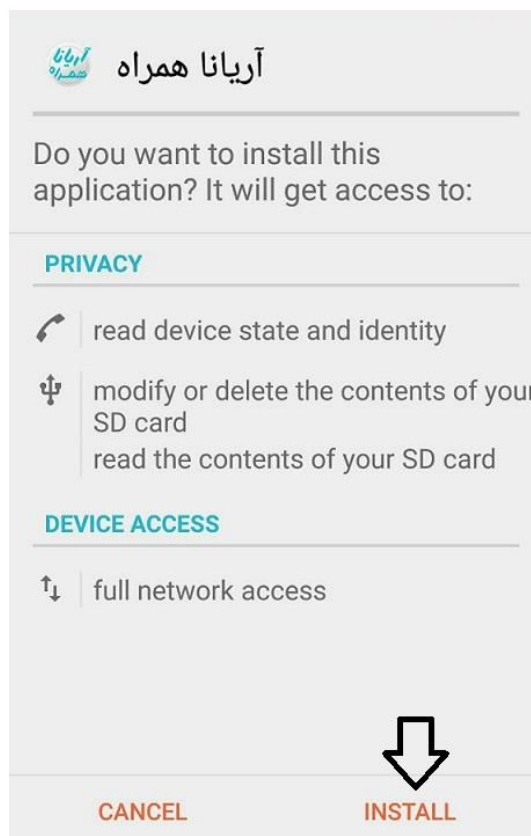 آریانا همراه
آریانا همراه
Do you want to install this
application? It will get access to:
PRIVACY
read device state and identity
modify or delete the contents of your
SD card
read the contents of your SD card
DEVICE ACCESS
full network access
CANCEL
INSTALL